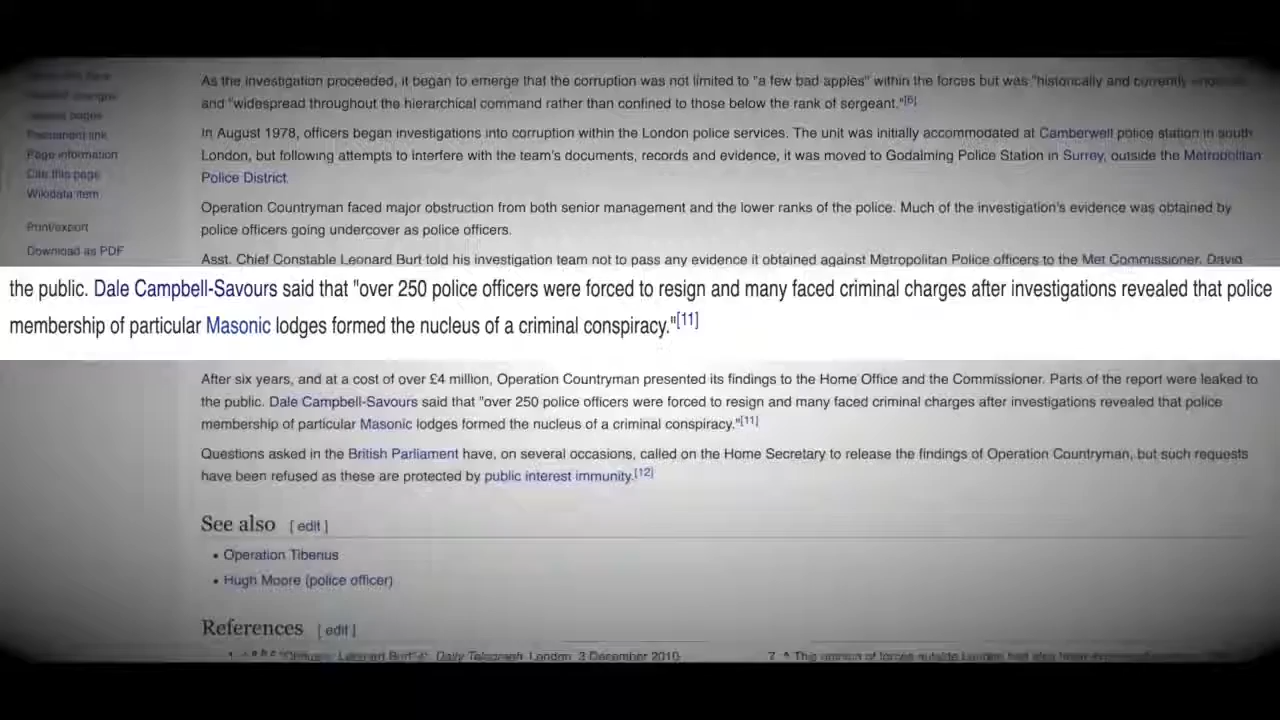 As the investigation proceeded, it began to emerge that the corruption was not limited to "a few bad apples" within the forces but was "historically and currently
and "widespread throughout the hierarchical command rather than confined to those below the rank of sergeant."[6]
In August 1978, officers began investigations into corruption within the London police services. The unit was initially accommodated at Camberwell police station in south
Permanent link
London, but following attempts to interfere with the team's documents, records and evidence, it was moved to Godalming Police Station in Surrey, outside the Metropolitan
Page information
Police District.
Cite this page
Wikidata item
Operation Countryman faced major obstruction from both senior management and the lower ranks of the police. Much of the investigation's evidence was obtained by
Print/export
police officers going undercover as police officers.
Download as PDF
Asst. Chief Constable Leonard Burt told his investigation team not to pass any evidence it obtained against Metropolitan Police officers to the Met Commissioner, David
the public. Dale Campbell-Savours said that "over 250 police officers were forced to resign and many faced criminal charges after investigations revealed that police
membership of particular Masonic lodges formed the nucleus of a criminal conspiracy."[11]
After six years, and at a cost of over £4 million, Operation Countryman presented its findings to the Home Office and the Commissioner. Parts of the report were leaked to
the public. Dale Campbell-Savours said that "over 250 police officers were forced to resign and many faced criminal charges after investigations revealed that police
membership of particular Masonic lodges formed the nucleus of a criminal conspiracy."[11]
Questions asked in the British Parliament have, on several occasions, called on the Home Secretary to release the findings of Operation Countryman, but such requests
have been refused as these are protected by public interest immunity.[12]
See also [ edit ]
• Operation Tiberius
• Hugh Moore (police officer)
References [ edit ]
Daily Telegraph. London. 3 December 2010.